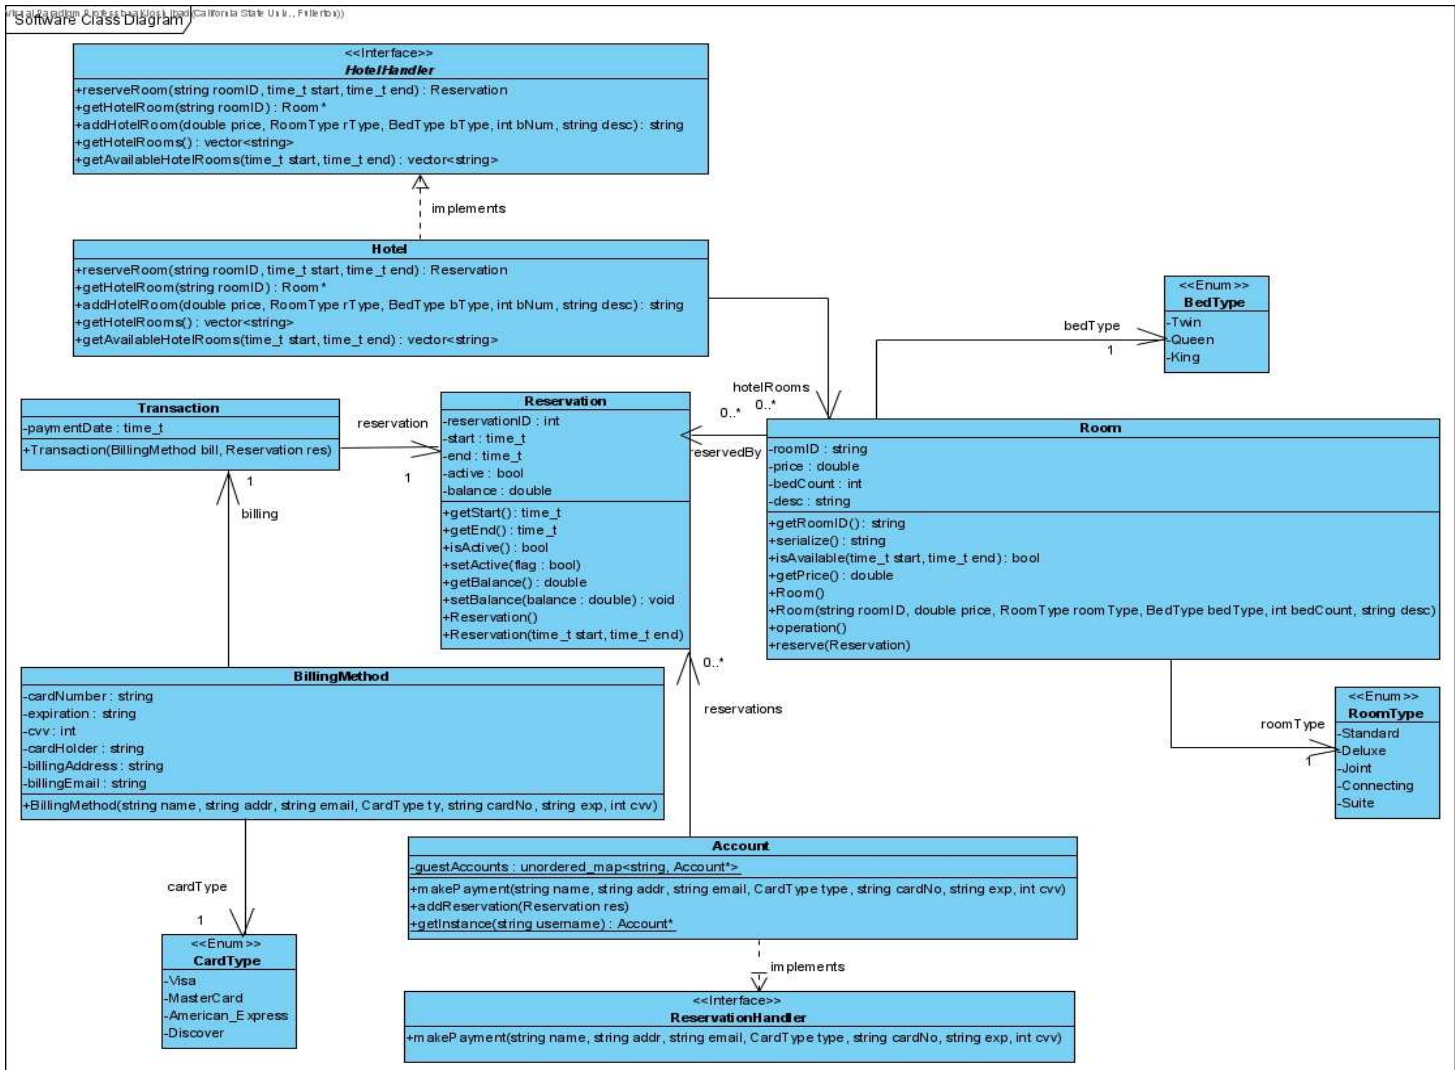 Visual Paradigm Professional(Josh Ibad(California State Univ., Fullerton))
Software Class Diagram
<<Interface>>
HotelHandler
+reserveRoom(string roomID, time_t start, time_t end) : Reservation
+getHotelRoom(string roomID) : Room*
+addHotelRoom(double price, RoomType rType, BedType bType, int bNum, string desc) : string
+getHotelRooms() : vector<string>
+getAvailableHotelRooms(time_t start, time_t end) : vector<string>
implements
Hotel
+reserveRoom(string roomID, time_t start, time_t end) : Reservation
+getHotelRoom(string roomID) : Room*
+addHotelRoom(double price, RoomType rType, BedType bType, int bNum, string desc) : string
+getHotelRooms() : vector<string>
+getAvailableHotelRooms(time_t start, time_t end) : vector<string>
<<Enum>>
BedType
-Twin
-Queen
-King
bedType
1
hotelRooms
0..*
0..*
reservedBy
Transaction
-paymentDate : time_t
+Transaction(BillingMethod bill, Reservation res)
reservation
1
1
billing
Reservation
-reservationID : int
-start : time_t
-end : time_t
-active : bool
-balance : double
+getStart() : time_t
+getEnd() : time_t
+isActive() : bool
+setActive(flag : bool)
+getBalance() : double
+setBalance(balance : double) : void
+Reservation()
+Reservation(time_t start, time_t end)
Room
-roomID : string
-price : double
-bedCount : int
-desc : string
+getRoomID() : string
+serialize() : string
+isAvailable(time_t start, time_t end) : bool
+getPrice() : double
+Room()
+Room(string roomID, double price, RoomType roomType, BedType bedType, int bedCount, string desc)
+operation()
+reserve(Reservation)
0..*
reservations
BillingMethod
-cardNumber : string
-expiration : string
-cvv : int
-cardHolder : string
-billingAddress : string
-billingEmail : string
+BillingMethod(string name, string addr, string email, CardType ty, string cardNo, string exp, int cvv)
roomType
1
<<Enum>>
RoomType
-Standard
-Deluxe
-Joint
-Connecting
-Suite
cardType
1
<<Enum>>
CardType
-Visa
-MasterCard
-American_Express
-Discover
Account
-guestAccounts : unordered_map<string, Account*>
+makePayment(string name, string addr, string email, CardType type, string cardNo, string exp, int cvv)
+addReservation(Reservation res)
+getInstance(string username) : Account*
implements
<<Interface>>
ReservationHandler
+makePayment(string name, string addr, string email, CardType type, string cardNo, string exp, int cvv)